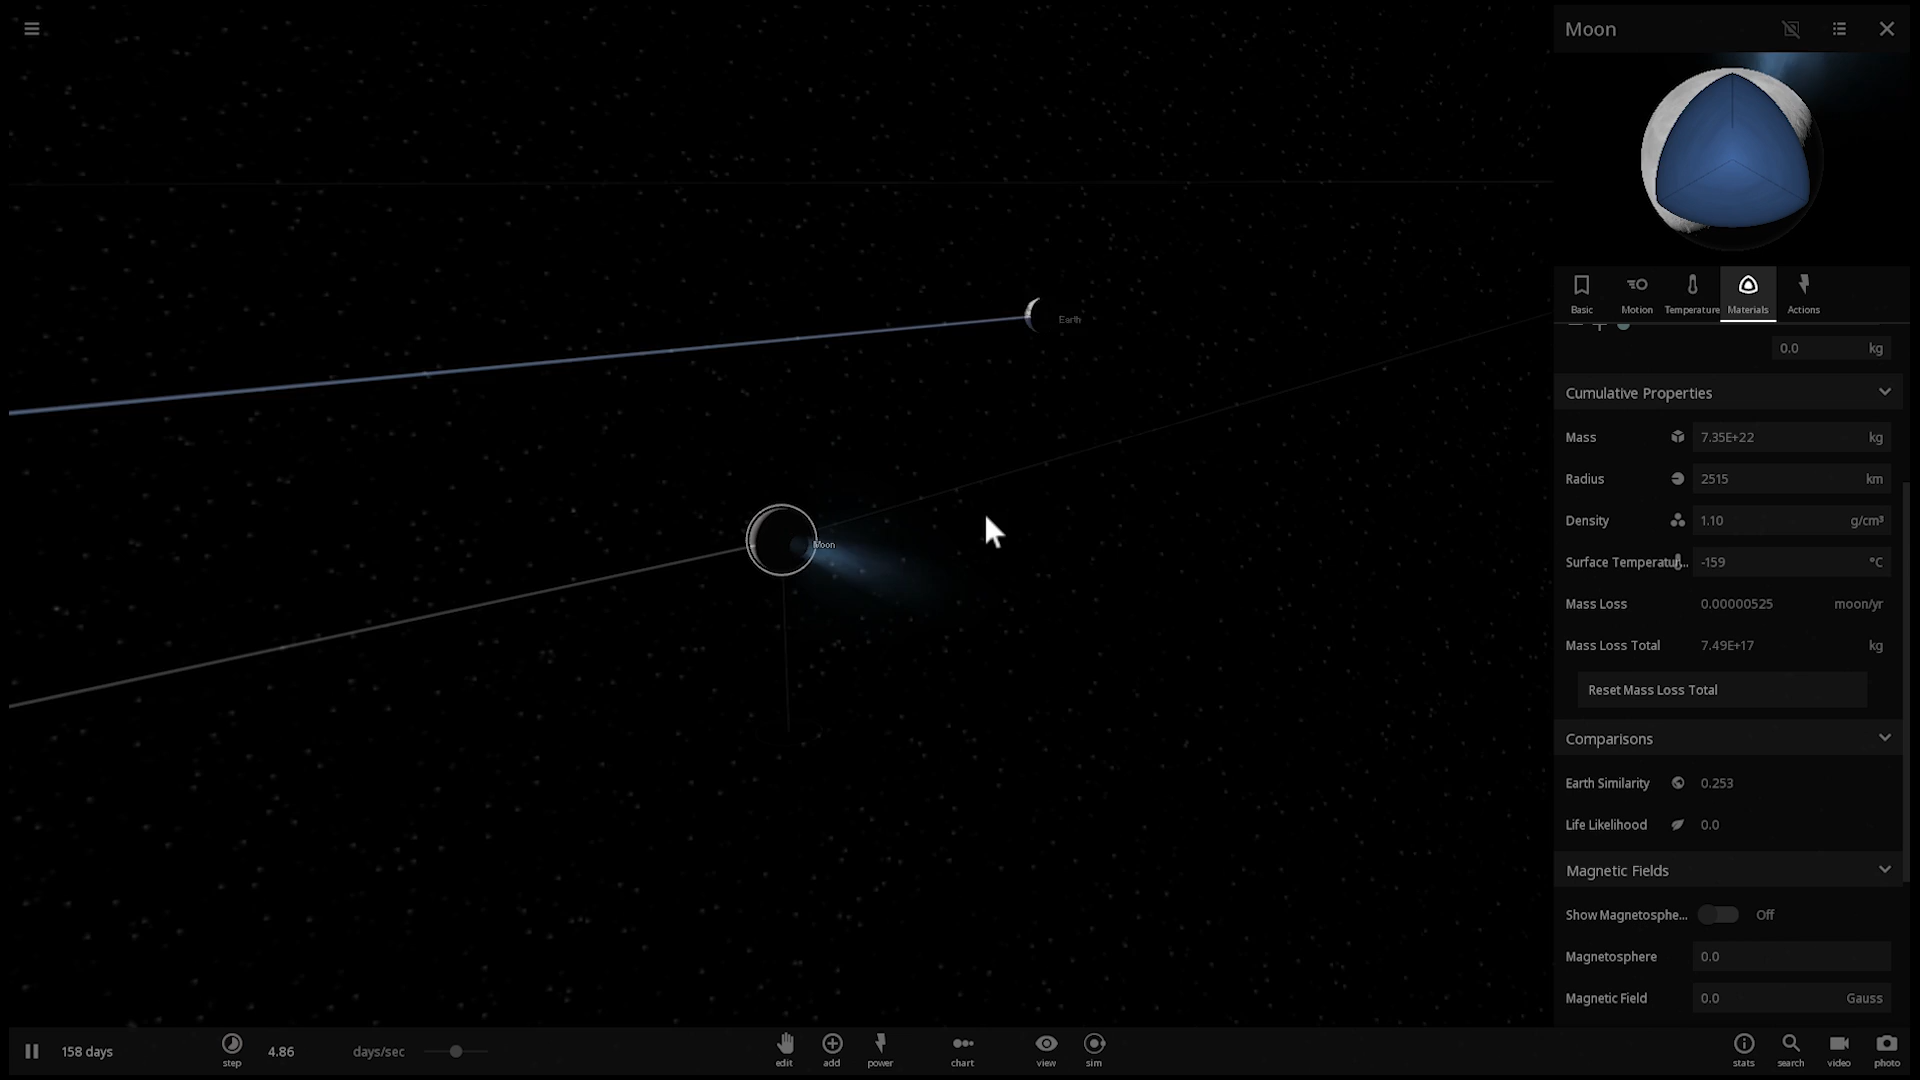 Moon
Basic
Motion
Temperature
Materials
Actions
0.0 kg
Cumulative Properties
Mass 7.35E+22 kg
Radius 2515 km
Density 1.10 g/cm³
Surface Temperatur... -159 °C
Mass Loss 0.00000525 moon/yr
Mass Loss Total 7.49E+17 kg
Reset Mass Loss Total
Comparisons
Earth Similarity 0.253
Life Likelihood 0.0
Magnetic Fields
Show Magnetosphe... Off
Magnetosphere 0.0
Magnetic Field 0.0 Gauss
Earth
Moon
158 days
step
4.86 days/sec
edit
add
power
chart
view
sim
stats
search
video
photo